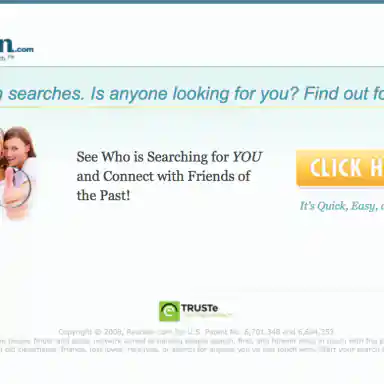 n.com
n searches. Is anyone looking for you? Find out fo
See Who is Searching for YOU
and Connect with Friends of
the Past!
CLICK H
It's Quick, Easy, a
TRUSTe
Copyright © 2008, Reunion.com Inc. U.S. Patent No. 6,701,348 and 6,694,353